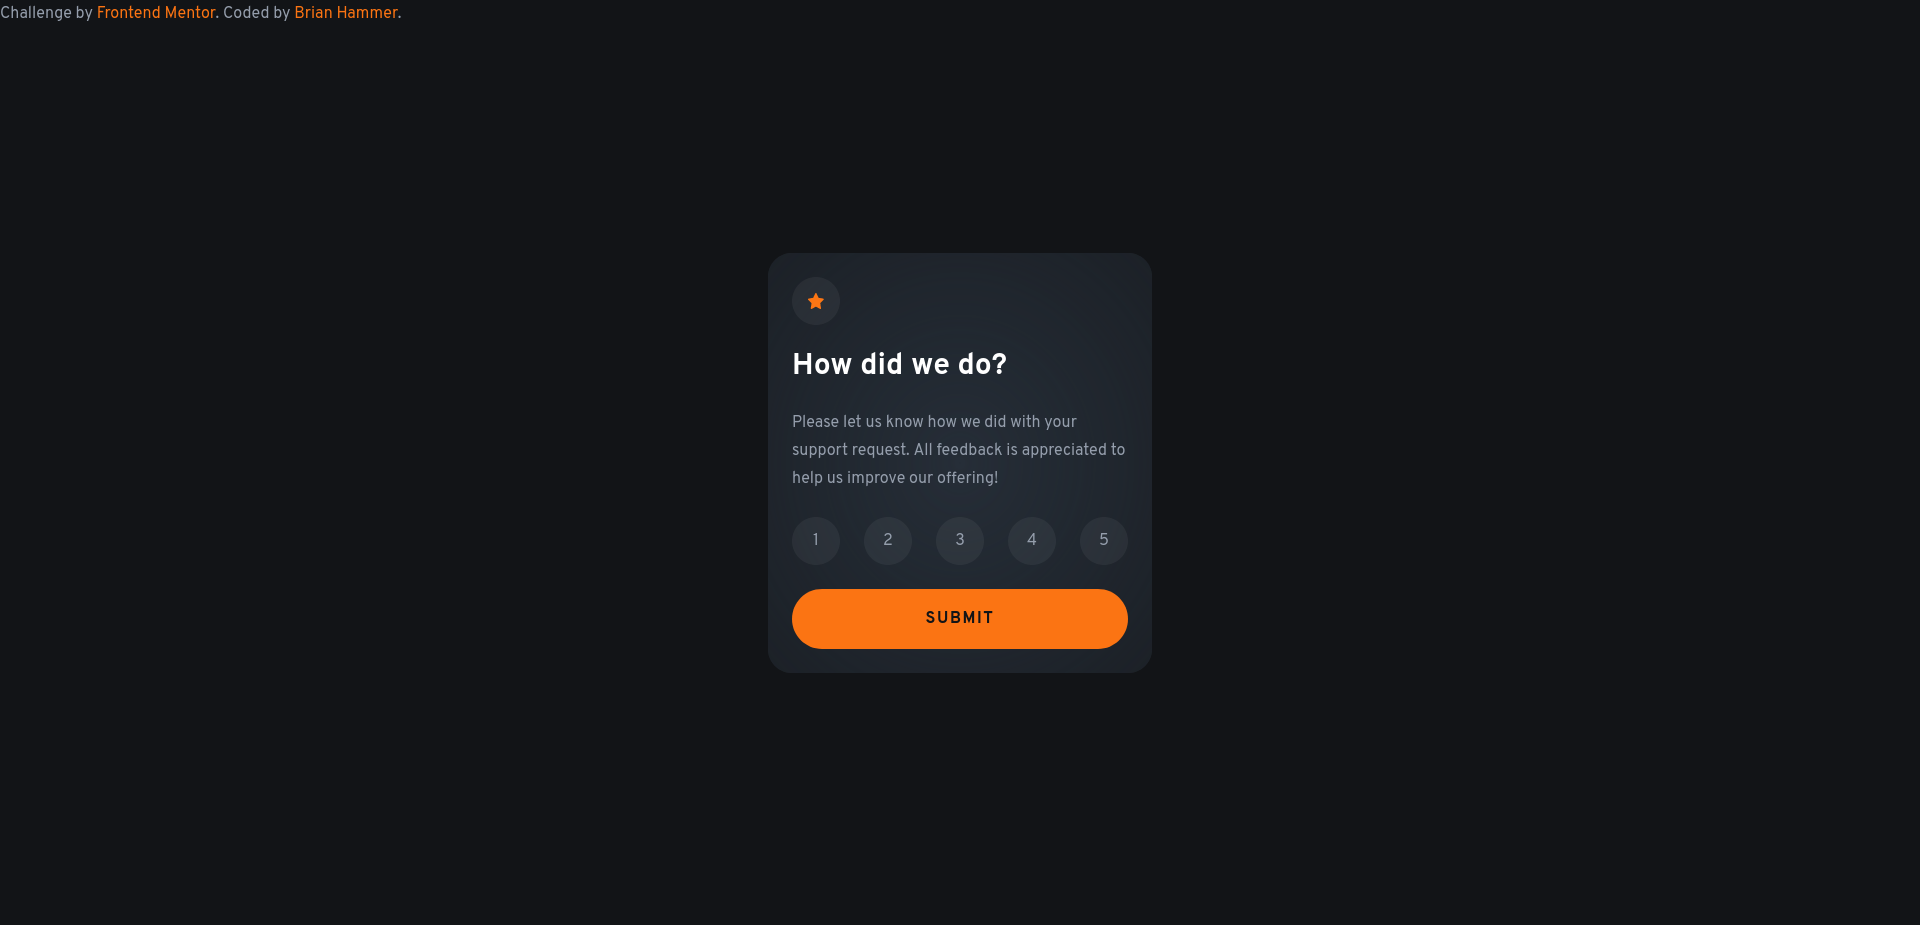 Challenge by Frontend Mentor. Coded by Brian Hammer.
How did we do?
Please let us know how we did with your
support request. All feedback is appreciated to
help us improve our offering!
1 2 3 4 5
SUBMIT